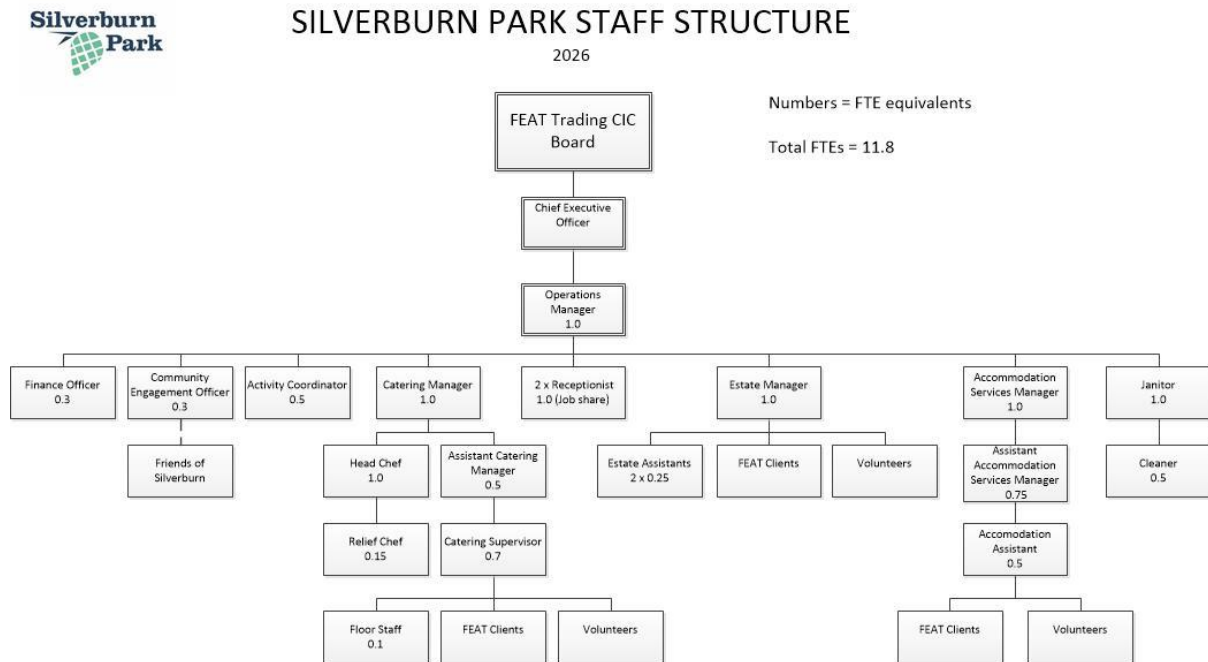 Silverburn
Park
SILVERBURN PARK STAFF STRUCTURE
2026
Numbers = FTE equivalents
Total FTEs = 11.8
FEAT Trading CIC
Board
Chief Executive
Officer
Operations
Manager
1.0
Finance Officer
0.3
Community
Engagement Officer
0.3
Activity Coordinator
0.5
Catering Manager
1.0
2 x Receptionist
1.0 (Job share)
Estate Manager
1.0
Accommodation
Services Manager
1.0
Janitor
1.0
Friends of
Silverburn
Head Chef
1.0
Assistant Catering
Manager
0.5
Estate Assistants
2 x 0.25
FEAT Clients
Volunteers
Assistant
Accommodation
Services Manager
0.75
Cleaner
0.5
Relief Chef
0.15
Catering Supervisor
0.7
Accomodation
Assistant
0.5
Floor Staff
0.1
FEAT Clients
Volunteers
FEAT Clients
Volunteers